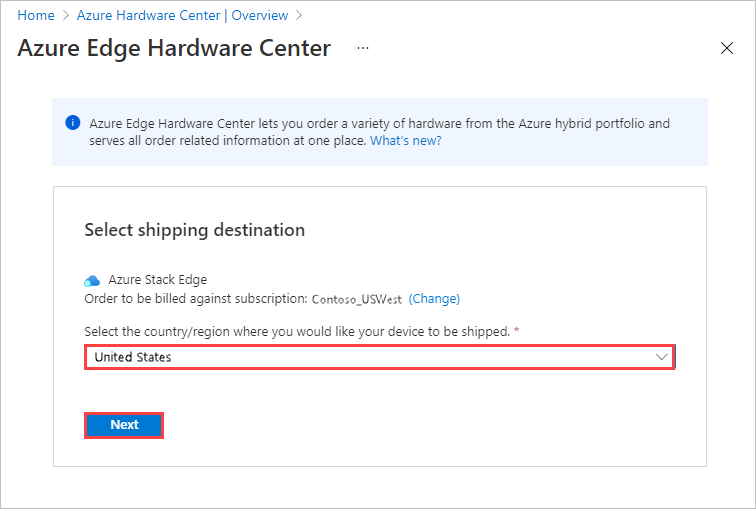 Home > Azure Hardware Center | Overview >
Azure Edge Hardware Center ...
Azure Edge Hardware Center lets you order a variety of hardware from the Azure hybrid portfolio and
serves all order related information at one place. What's new?
Select shipping destination
Azure Stack Edge
Order to be billed against subscription: Contoso_USWest (Change)
Select the country/region where you would like your device to be shipped. *
United States
Next